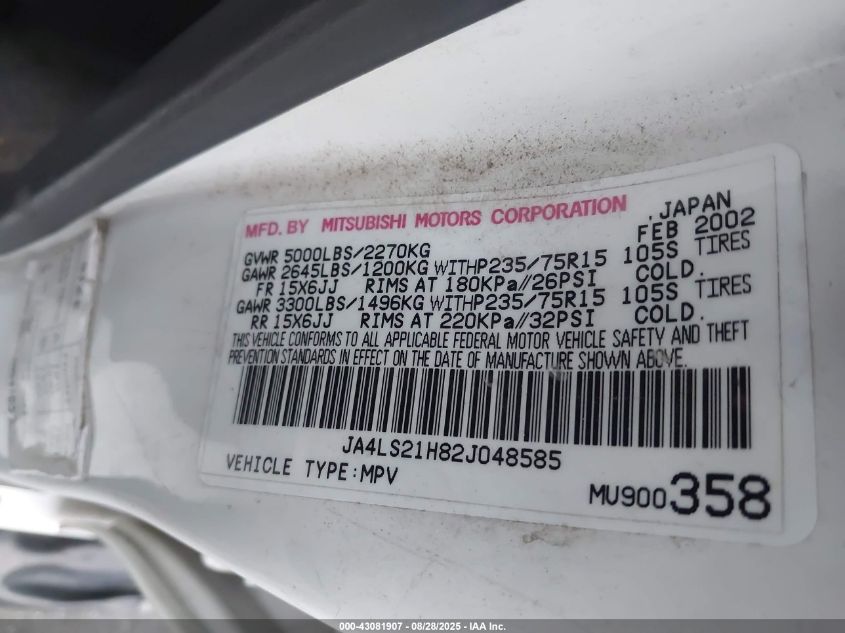 MFD. BY MITSUBISHI MOTORS CORPORATION , JAPAN
GVWR 5000LBS/2270KG FEB 2002
GAWR 2645LBS/1200KG WITHP235/75R15 105S TIRES
FR 15X6JJ RIMS AT 180KPa//26PSI COLD.
GAWR 3300LBS/1496KG WITHP235/75R15 105S TIRES
RR 15X6JJ RIMS AT 220KPa//32PSI COLD.
THIS VEHICLE CONFORMS TO ALL APPLICABLE FEDERAL MOTOR VEHICLE SAFETY AND THEFT
PREVENTION STANDARDS IN EFFECT ON THE DATE OF MANUFACTURE SHOWN ABOVE.
JA4LS21H82J048585
VEHICLE TYPE:MPV
MU900358
000-43081907 - 08/28/2025 - IAA Inc.